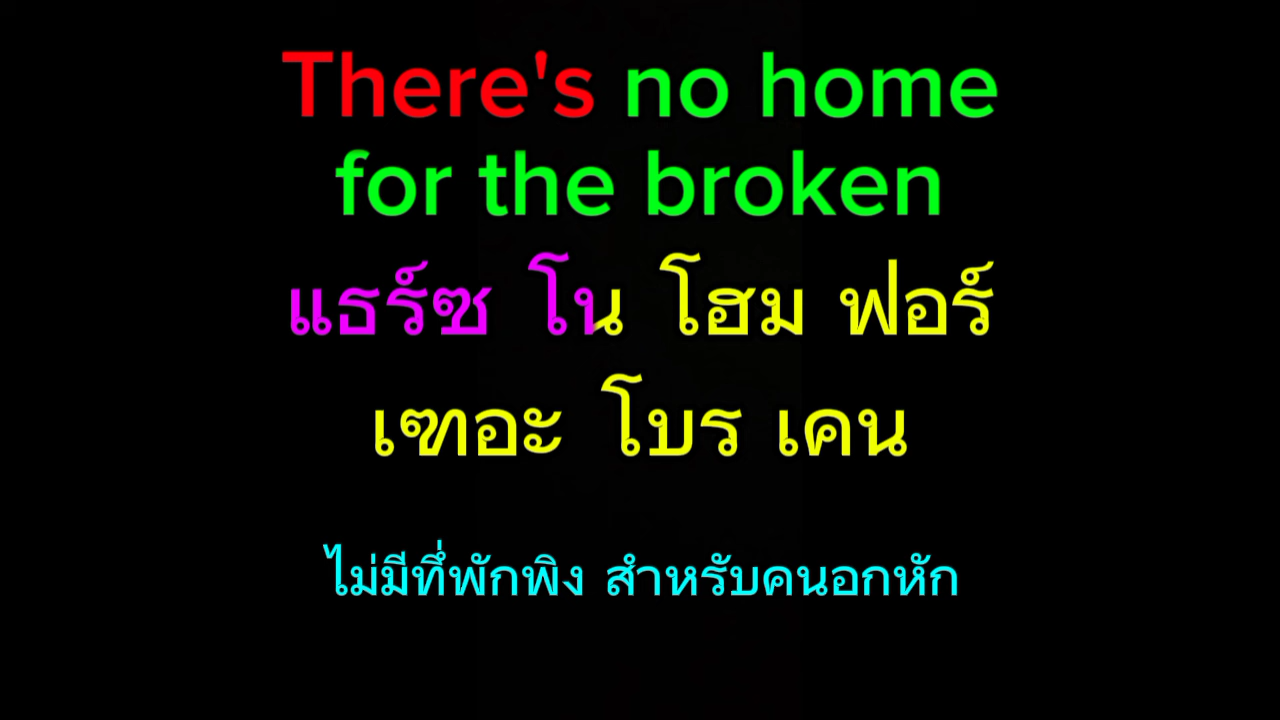 There's no home
for the broken
แธร์ซ โน โฮม ฟอร์
เฑอะ โบร เคน
ไม่มีที่พักพิง สำหรับคนอกหัก